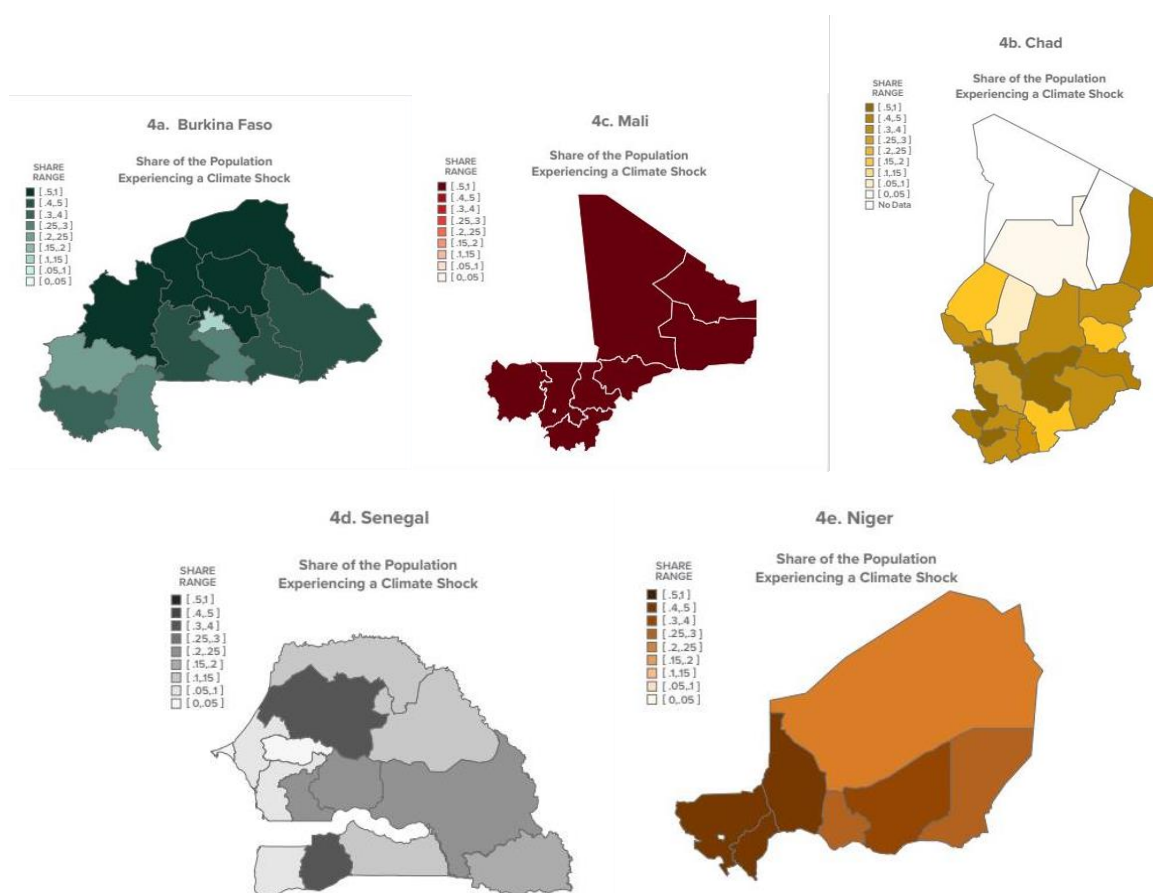 4a. Burkina Faso
Share of the Population
Experiencing a Climate Shock
SHARE
RANGE
[ .5,1 ]
[ .4,.5 ]
[ .3,.4 ]
[ .25,.3 ]
[ .2,.25 ]
[ .15,.2 ]
[ .1,.15 ]
[ .05,.1 ]
[ 0,.05 ]
4c. Mali
Share of the Population
Experiencing a Climate Shock
SHARE
RANGE
[ .5,1 ]
[ .4,.5 ]
[ .3,.4 ]
[ .25,.3 ]
[ .2,.25 ]
[ .15,.2 ]
[ .1,.15 ]
[ .05,.1 ]
[ 0,.05 ]
4b. Chad
Share of the Population
Experiencing a Climate Shock
SHARE
RANGE
[ .5,1 ]
[ .4,.5 ]
[ .3,.4 ]
[ .25,.3 ]
[ .2,.25 ]
[ .15,.2 ]
[ .1,.15 ]
[ .05,.1 ]
[ 0,.05 ]
No Data
4d. Senegal
Share of the Population
Experiencing a Climate Shock
SHARE
RANGE
[ .5,1 ]
[ .4,.5 ]
[ .3,.4 ]
[ .25,.3 ]
[ .2,.25 ]
[ .15,.2 ]
[ .1,.15 ]
[ .05,.1 ]
[ 0,.05 ]
4e. Niger
Share of the Population
Experiencing a Climate Shock
SHARE
RANGE
[ .5,1 ]
[ .4,.5 ]
[ .3,.4 ]
[ .25,.3 ]
[ .2,.25 ]
[ .15,.2 ]
[ .1,.15 ]
[ .05,.1 ]
[ 0,.05 ]